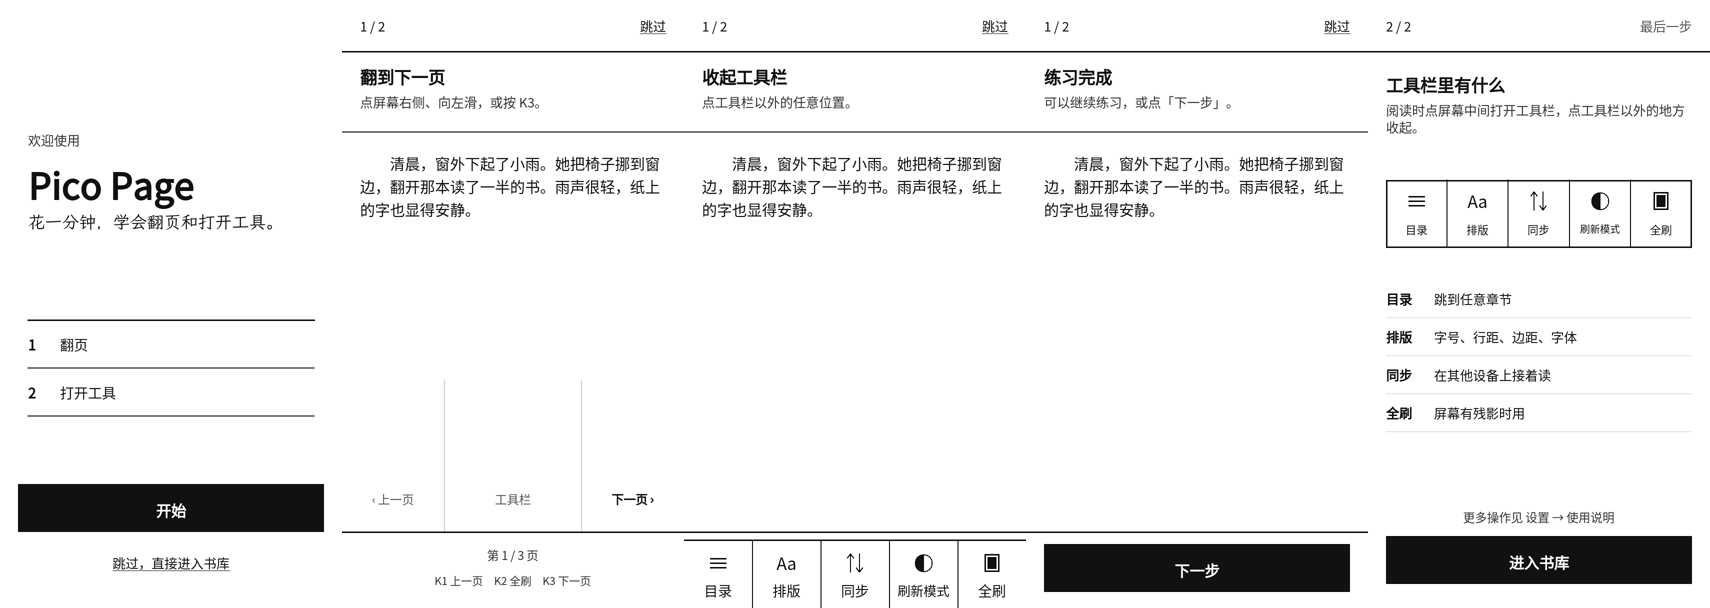 欢迎使用
Pico Page
花一分钟，学会翻页和打开工具。
1 翻页
2 打开工具
开始
跳过，直接进入书库
1 / 2 跳过
翻到下一页
点屏幕右侧、向左滑，或按 K3。
清晨，窗外下起了小雨。她把椅子挪到窗
边，翻开那本读了一半的书。雨声很轻，纸上
的字也显得安静。
‹ 上一页 工具栏 下一页 ›
第 1 / 3 页
K1 上一页 K2 全刷 K3 下一页
1 / 2 跳过
收起工具栏
点工具栏以外的任意位置。
清晨，窗外下起了小雨。她把椅子挪到窗
边，翻开那本读了一半的书。雨声很轻，纸上
的字也显得安静。
Aa
目录 排版 同步 刷新模式 全刷
1 / 2 跳过
练习完成
可以继续练习，或点「下一步」。
清晨，窗外下起了小雨。她把椅子挪到窗
边，翻开那本读了一半的书。雨声很轻，纸上
的字也显得安静。
下一步
2 / 2 最后一步
工具栏里有什么
阅读时点屏幕中间打开工具栏，点工具栏以外的地方
收起。
Aa
目录 排版 同步 刷新模式 全刷
目录 跳到任意章节
排版 字号、行距、边距、字体
同步 在其他设备上接着读
全刷 屏幕有残影时用
更多操作见 设置 → 使用说明
进入书库